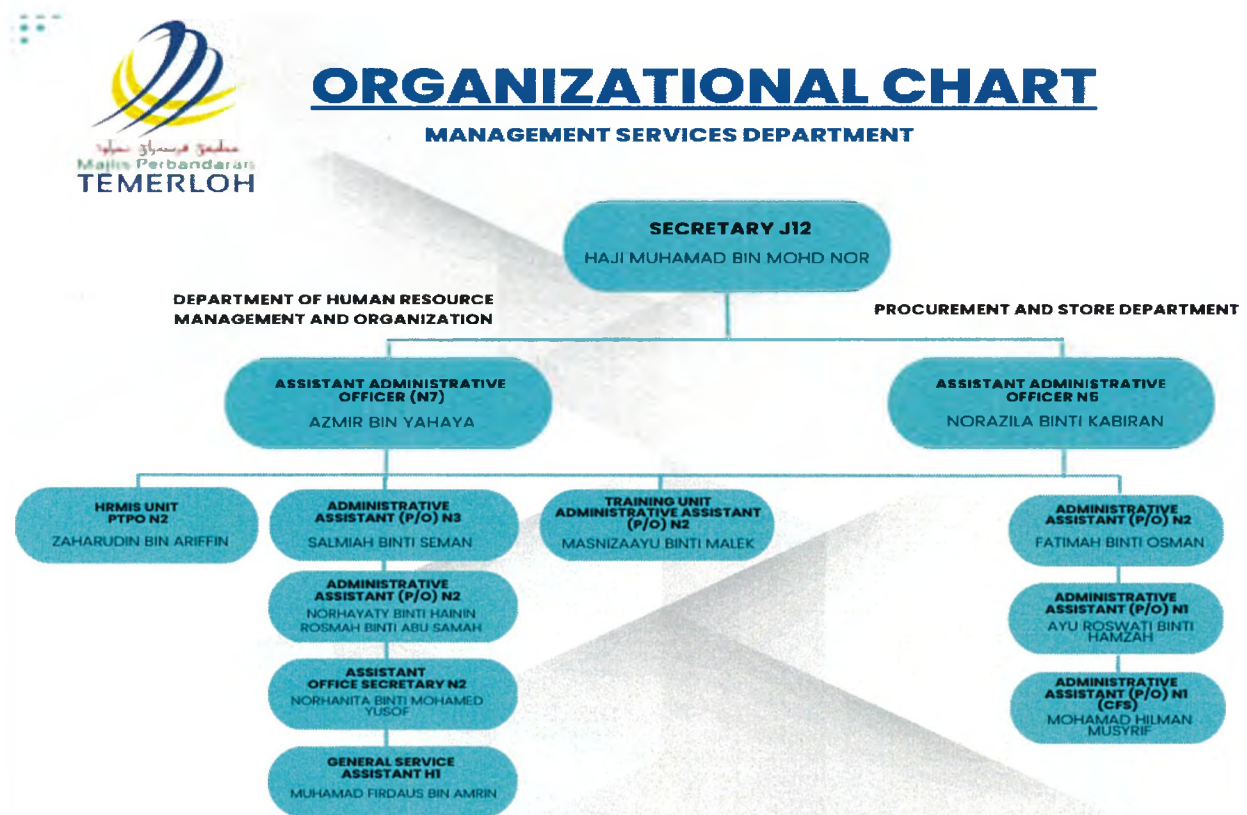 ORGANIZATIONAL CHART
MANAGEMENT SERVICES DEPARTMENT
Majlis Perbandaran
TEMERLOH
SECRETARY J12
HAJI MUHAMAD BIN MOHD NOR
DEPARTMENT OF HUMAN RESOURCE
MANAGEMENT AND ORGANIZATION
PROCUREMENT AND STORE DEPARTMENT
ASSISTANT ADMINISTRATIVE
OFFICER (N7)
AZMIR BIN YAHAYA
ASSISTANT ADMINISTRATIVE
OFFICER N6
NORAZILA BINTI KABIRAN
HRMIS UNIT
PTPO N2
ZAHARUDIN BIN ARIFFIN
ADMINISTRATIVE
ASSISTANT (P/O) N3
SALMIAH BINTI SEMAN
TRAINING UNIT
ADMINISTRATIVE ASSISTANT
(P/O) N2
MASNIZAAYU BINTI MALEK
ADMINISTRATIVE
ASSISTANT (P/O) N2
FATIMAH BINTI OSMAN
ADMINISTRATIVE
ASSISTANT (P/O) N2
NORHAYATY BINTI HAININ
ROSMAH BINTI ABU SAMAH
ADMINISTRATIVE
ASSISTANT (P/O) N1
AYU ROSWATI BINTI
HAMZAH
ASSISTANT
OFFICE SECRETARY N2
NORHANITA BINTI MOHAMED
YUSOF
ADMINISTRATIVE
ASSISTANT (P/O) N1
(CFS)
MOHAMAD HILMAN
MUSYRIF
GENERAL SERVICE
ASSISTANT H1
MUHAMAD FIRDAUS BIN AMRIN